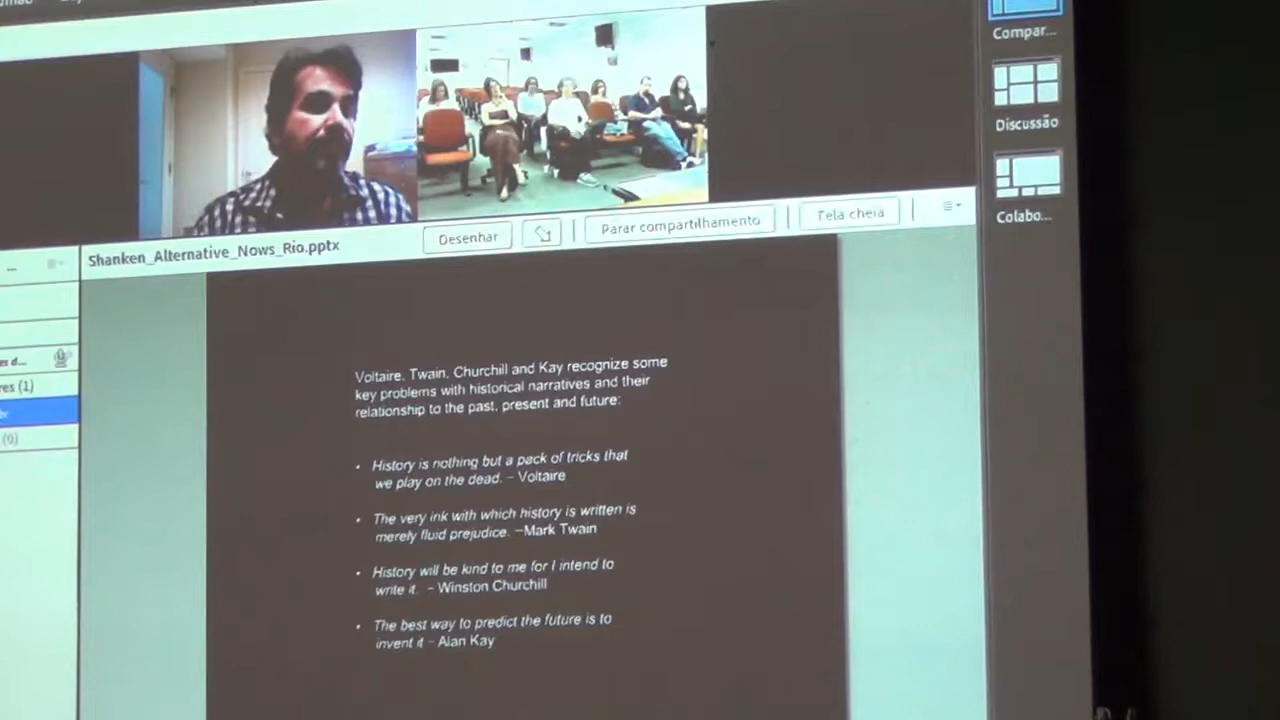 Compar...
Discussão
Colabo...
Shanken_Alternative_Nows_Rio.pptx
Desenhar
Parar compartilhamento
Tela cheia
Voltaire, Twain, Churchill and Kay recognize some
key problems with historical narratives and their
relationship to the past, present and future:
• History is nothing but a pack of tricks that
we play on the dead. – Voltaire
• The very ink with which history is written is
merely fluid prejudice. –Mark Twain
• History will be kind to me for I intend to
write it. – Winston Churchill
• The best way to predict the future is to
invent it – Alan Kay
es d...
res (1)
(0)